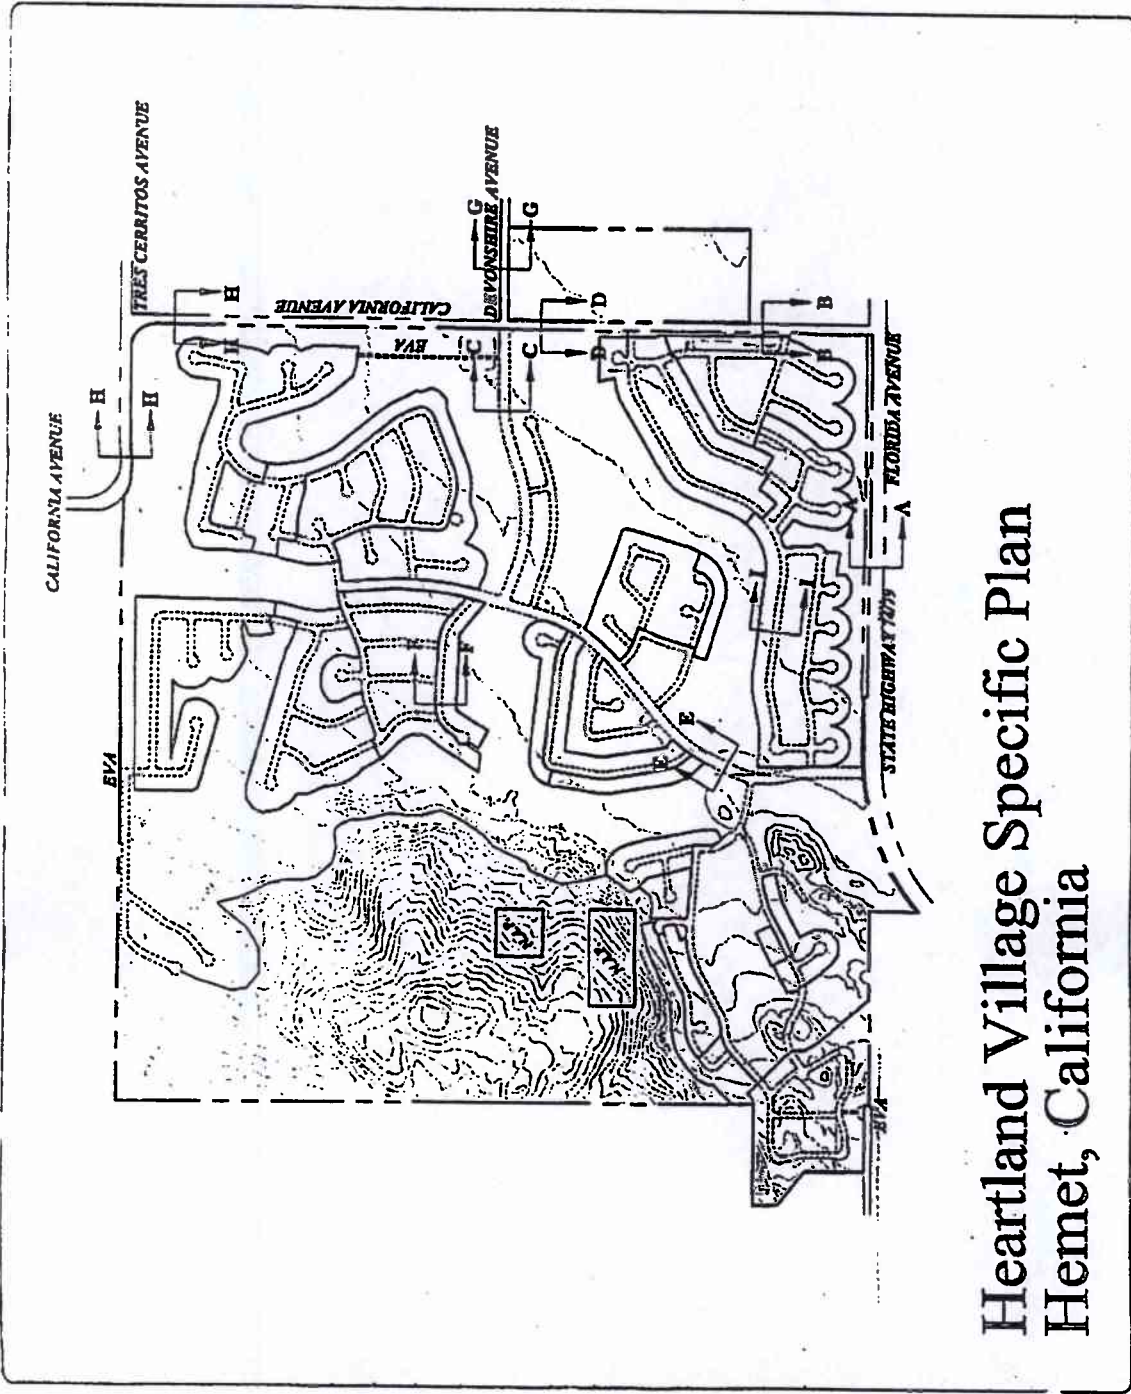 CALIFORNIA AVENUE
TRES CERRITOS AVENUE
H
H
H
H
CALIFORNIA AVENUE
EVA
EVA
DEVONSHIRE AVENUE
G
G
C
C
D
D
B
B
F
E
E
I
I
N.A.P.
N.A.P.
A
FLORIDA AVENUE
STATE HIGHWAY 74/79
EVA
Heartland Village Specific Plan
Hemet, California